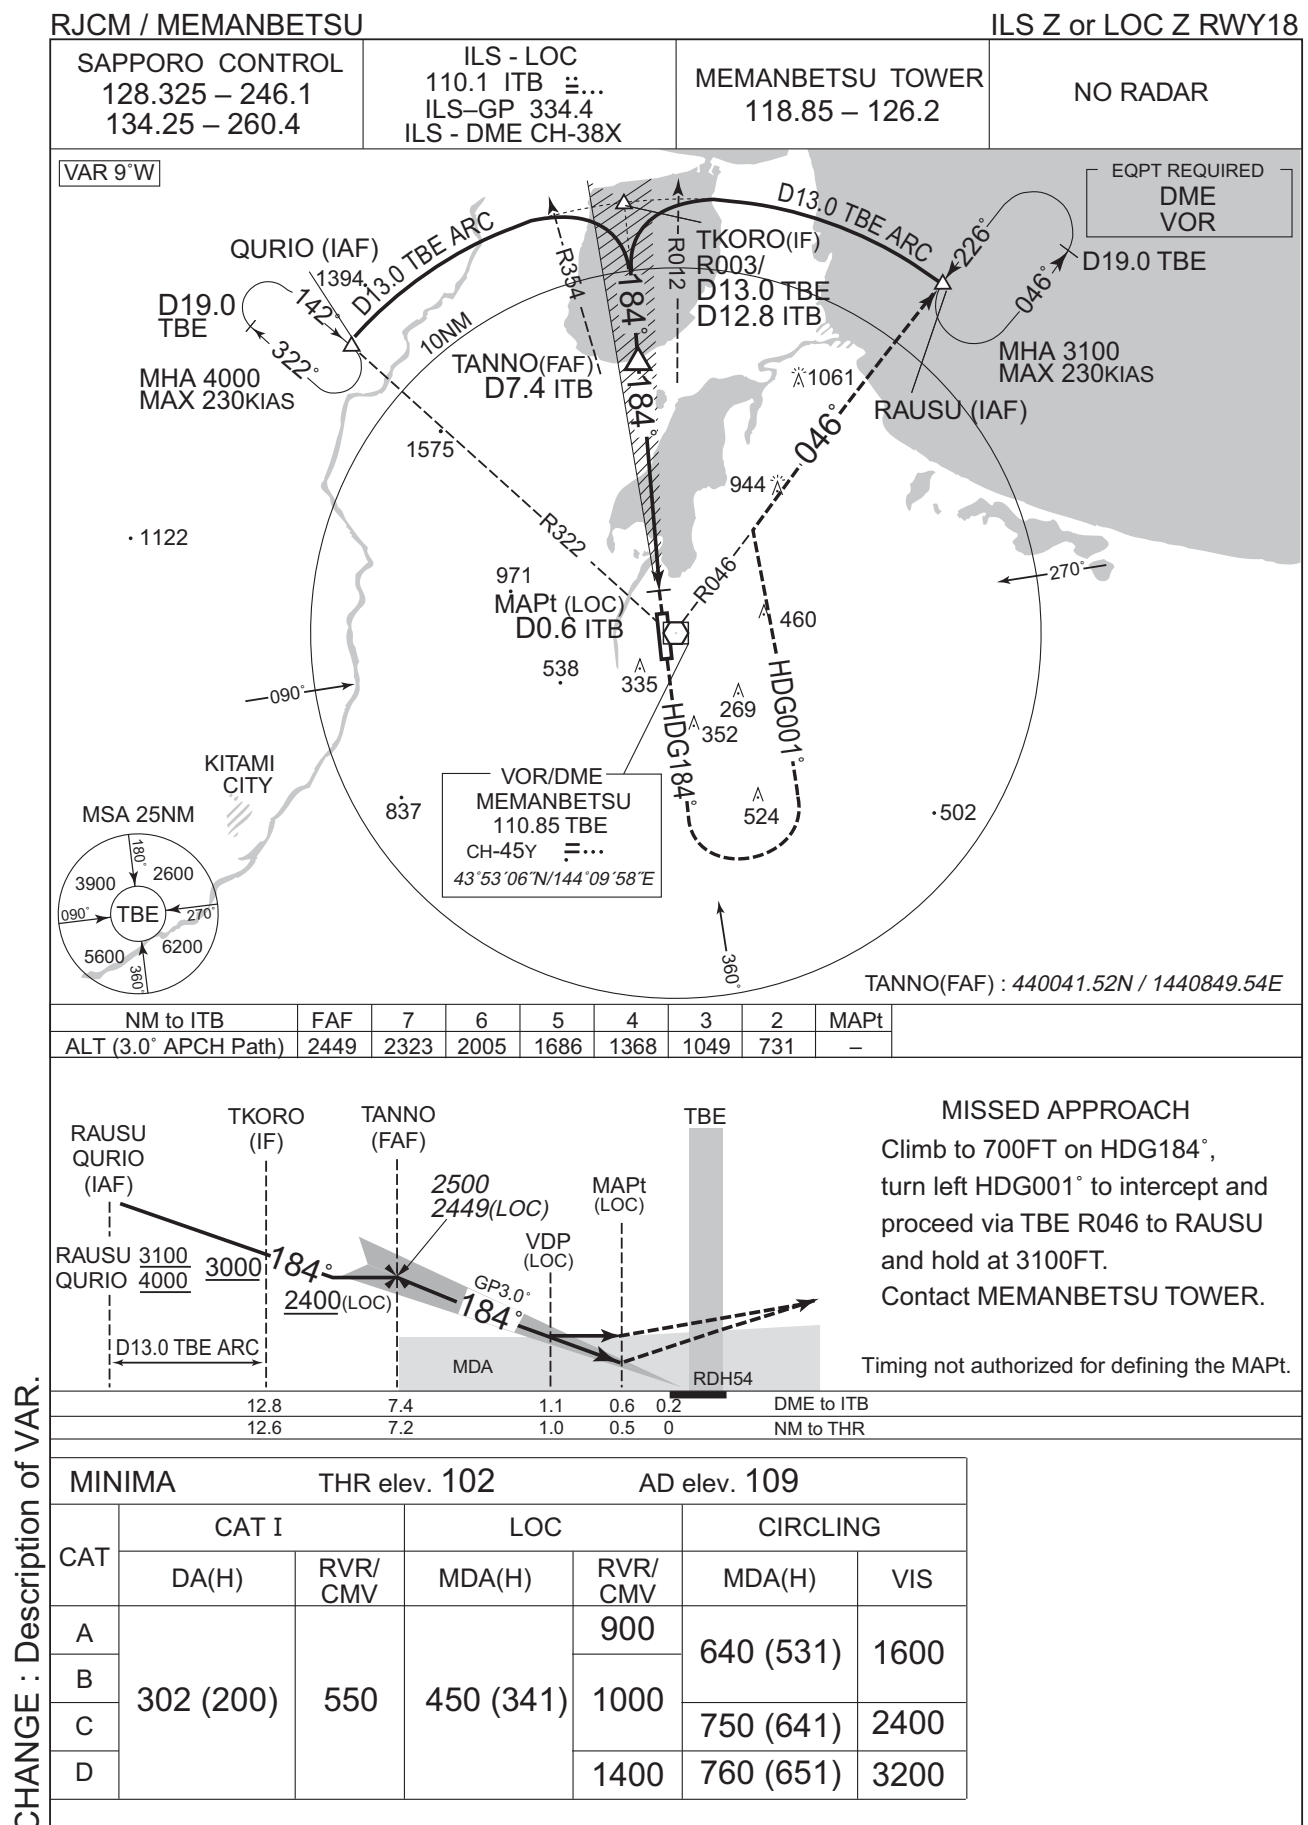 RJCM / MEMANBETSU
ILS Z or LOC Z RWY18
SAPPORO CONTROL
128.325 – 246.1
134.25 – 260.4
ILS - LOC
110.1 ITB
ILS–GP 334.4
ILS - DME CH-38X
MEMANBETSU TOWER
118.85 – 126.2
NO RADAR
VAR 9˚W
EQPT REQUIRED
DME
VOR
D13.0 TBE ARC
D13.0 TBE ARC
QURIO (IAF)
1394
D19.0
TBE
142˚
322˚
MHA 4000
MAX 230KIAS
10NM
R354
R012
TKORO(IF)
R003/
D13.0 TBE
D12.8 ITB
226˚
046˚
D19.0 TBE
MHA 3100
MAX 230KIAS
RAUSU (IAF)
184˚
TANNO(FAF)
D7.4 ITB
184˚
1061
046˚
1575
944
1122
R322
R046
270˚
971
MAPt (LOC)
D0.6 ITB
460
538
335
269
352
HDG184˚
HDG001˚
090˚
KITAMI
CITY
837
524
502
VOR/DME
MEMANBETSU
110.85 TBE
CH-45Y
43˚53´06˝N/144˚09´58˝E
MSA 25NM
180˚
3900
2600
090˚
TBE
270˚
5600
6200
360˚
360˚
TANNO(FAF) : 440041.52N / 1440849.54E
NM to ITB FAF 7 6 5 4 3 2 MAPt
ALT (3.0˚ APCH Path) 2449 2323 2005 1686 1368 1049 731 –
RAUSU
QURIO
(IAF)
TKORO
(IF)
TANNO
(FAF)
2500
2449(LOC)
VDP
(LOC)
MAPt
(LOC)
TBE
RAUSU 3100
QURIO 4000
3000
184˚
2400(LOC)
GP3.0˚
184˚
D13.0 TBE ARC
MDA
RDH54
MISSED APPROACH
Climb to 700FT on HDG184˚,
turn left HDG001˚ to intercept and
proceed via TBE R046 to RAUSU
and hold at 3100FT.
Contact MEMANBETSU TOWER.
Timing not authorized for defining the MAPt.
12.8 7.4 1.1 0.6 0.2 DME to ITB
12.6 7.2 1.0 0.5 0 NM to THR
MINIMA THR elev. 102 AD elev. 109
CAT
CAT I
LOC
CIRCLING
DA(H)
RVR/
CMV
MDA(H)
RVR/
CMV
MDA(H)
VIS
A
B
C
D
302 (200)
550
450 (341)
900
1000
1400
640 (531) 1600
750 (641) 2400
760 (651) 3200
CHANGE : Description of VAR.